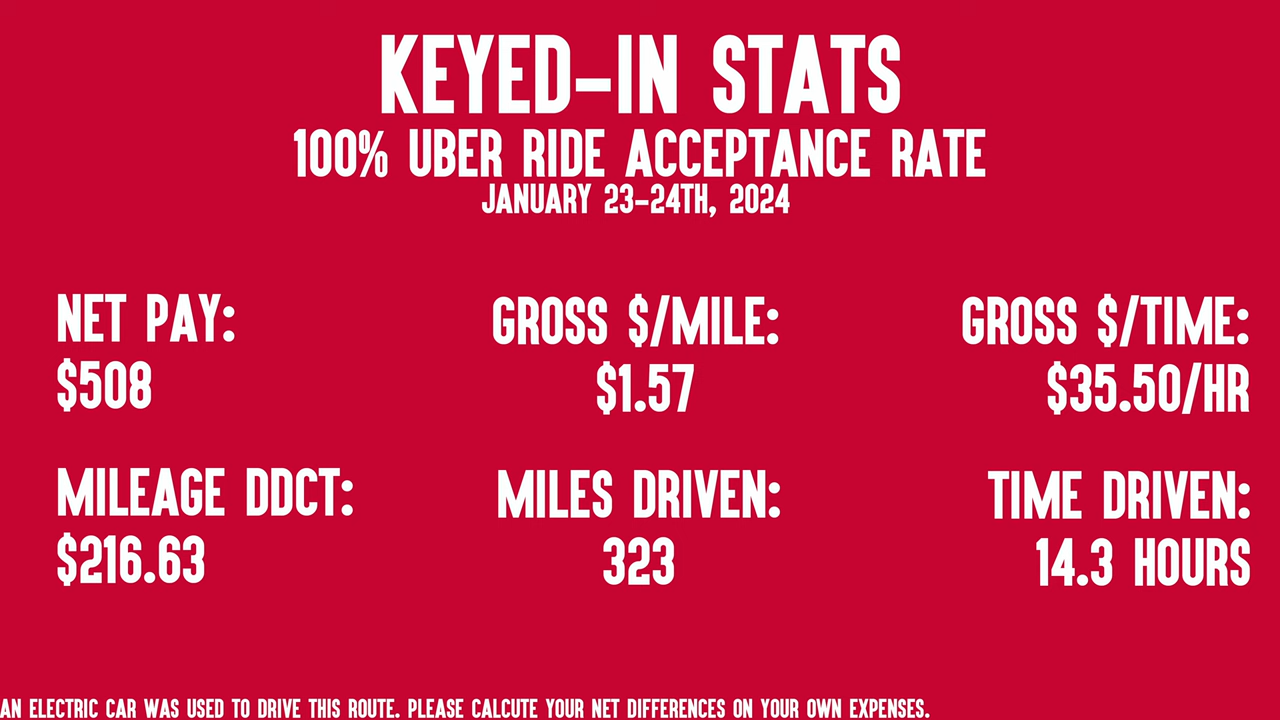 KEYED-IN STATS
100% UBER RIDE ACCEPTANCE RATE
JANUARY 23-24TH, 2024
NET PAY:
$508
GROSS $/MILE:
$1.57
GROSS $/TIME:
$35.50/HR
MILEAGE DDCT:
$216.63
MILES DRIVEN:
323
TIME DRIVEN:
14.3 HOURS
AN ELECTRIC CAR WAS USED TO DRIVE THIS ROUTE. PLEASE CALCUTE YOUR NET DIFFERENCES ON YOUR OWN EXPENSES.